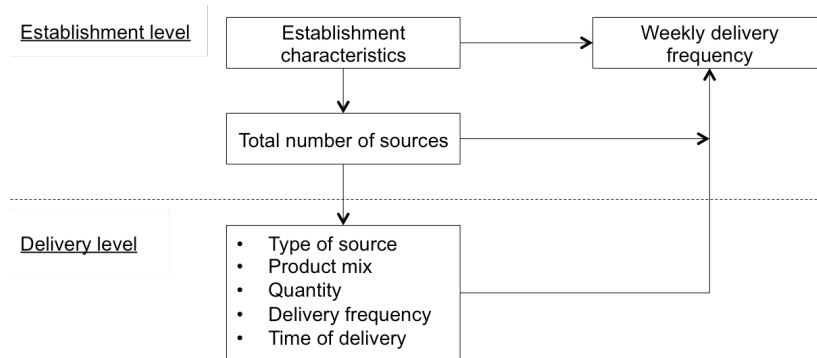 Establishment level
Establishment
characteristics
Weekly delivery
frequency
Total number of sources
Delivery level
• Type of source
• Product mix
• Quantity
• Delivery frequency
• Time of delivery